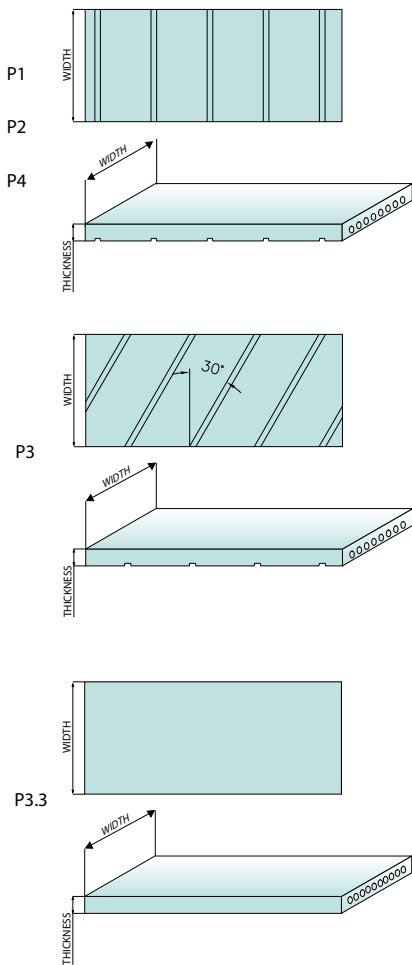 WIDTH
P1
P2
P4
WIDTH
THICKNESS
WIDTH
30°
P3
WIDTH
THICKNESS
WIDTH
P3.3
WIDTH
THICKNESS